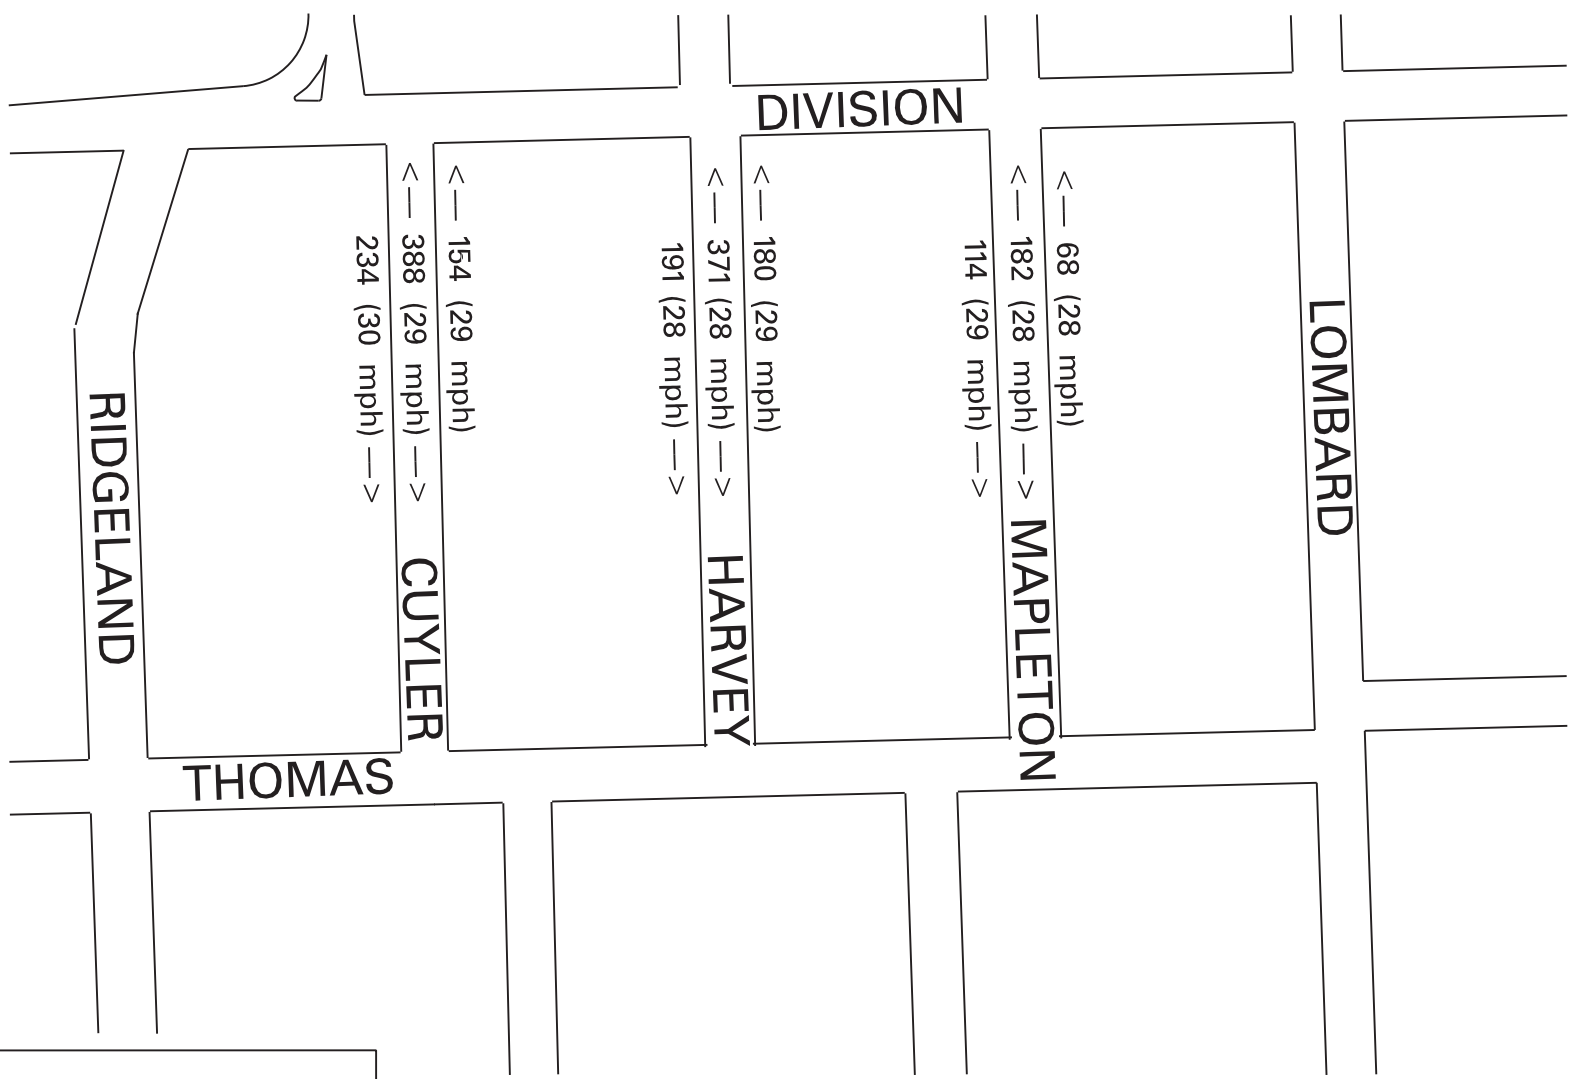 DIVISION
<— 154 (29 mph)
<— 388 (29 mph) —>
234 (30 mph) —>
<— 180 (29 mph)
<— 371 (28 mph) —>
191 (28 mph) —>
<— 68 (28 mph)
<— 182 (28 mph) —>
114 (29 mph) —>
RIDGELAND
CUYLER
HARVEY
MAPLETON
LOMBARD
THOMAS